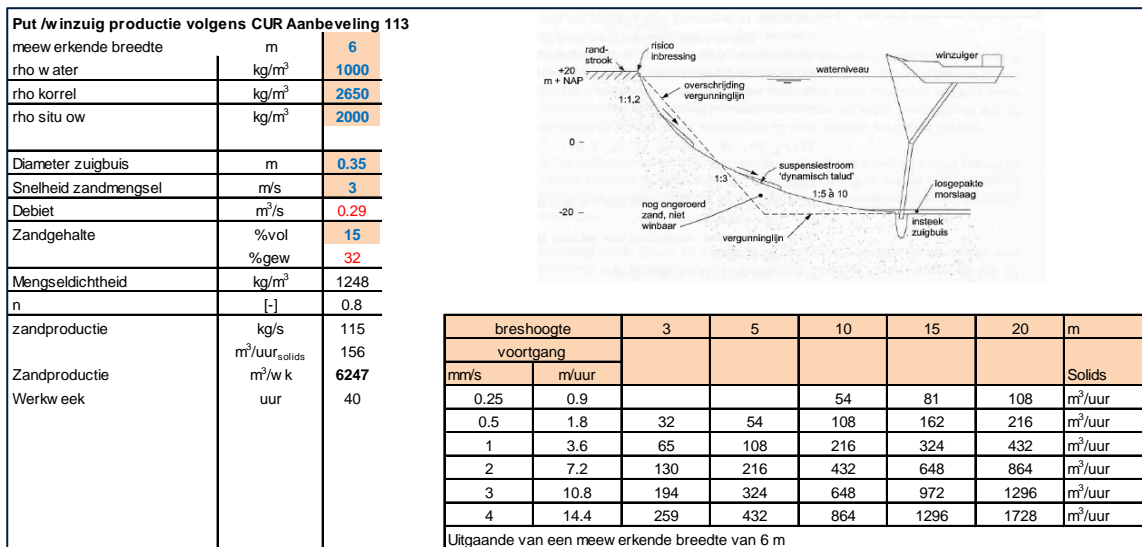 Put /winzuig productie volgens CUR Aanbeveling 113
meewerkende breedte m 6
rho water kg/m³ 1000
rho korrel kg/m³ 2650
rho situ ow kg/m³ 2000
Diameter zuigbuis m 0.35
Snelheid zandmengsel m/s 3
Debiet m³/s 0.29
Zandgehalte %vol 15
%gew 32
Mengseldichtheid kg/m³ 1248
n [-] 0.8
zandproductie kg/s 115
m³/uur solids 156
Zandproductie m³/wk 6247
Werkweek uur 40
rand-
strook
risico
inbressing
winzuiger
waterniveau
+20
m + NAP
overschrijding
vergunninglijn
1:1,2
0
suspensiestroom
'dynamisch talud'
1:3
1:5 à 10
losgepakte
morslaag
nog ongeroerd
zand, niet
winbaar
-20
insteek
zuigbuis
vergunninglijn
breshoogte 3 5 10 15 20 m
voortgang
mm/s m/uur Solids
0.25 0.9 54 81 108 m³/uur
0.5 1.8 32 54 108 162 216 m³/uur
1 3.6 65 108 216 324 432 m³/uur
2 7.2 130 216 432 648 864 m³/uur
3 10.8 194 324 648 972 1296 m³/uur
4 14.4 259 432 864 1296 1728 m³/uur
Uitgaande van een meewerkende breedte van 6 m